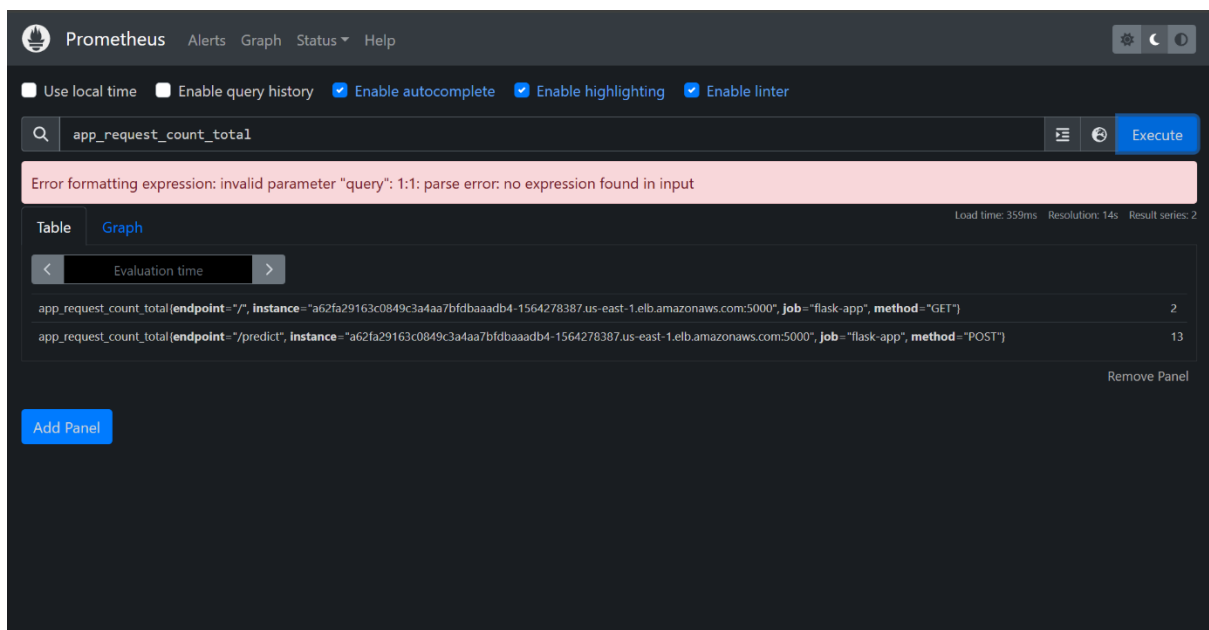 Prometheus Alerts Graph Status Help
Use local time Enable query history Enable autocomplete Enable highlighting Enable linter
app_request_count_total Execute
Error formatting expression: invalid parameter "query": 1:1: parse error: no expression found in input
Load time: 359ms Resolution: 14s Result series: 2
Table Graph
Evaluation time
app_request_count_total{endpoint="/", instance="a62fa29163c0849c3a4aa7bfdbaaadb4-1564278387.us-east-1.elb.amazonaws.com:5000", job="flask-app", method="GET"} 2
app_request_count_total{endpoint="/predict", instance="a62fa29163c0849c3a4aa7bfdbaaadb4-1564278387.us-east-1.elb.amazonaws.com:5000", job="flask-app", method="POST"} 13
Remove Panel
Add Panel